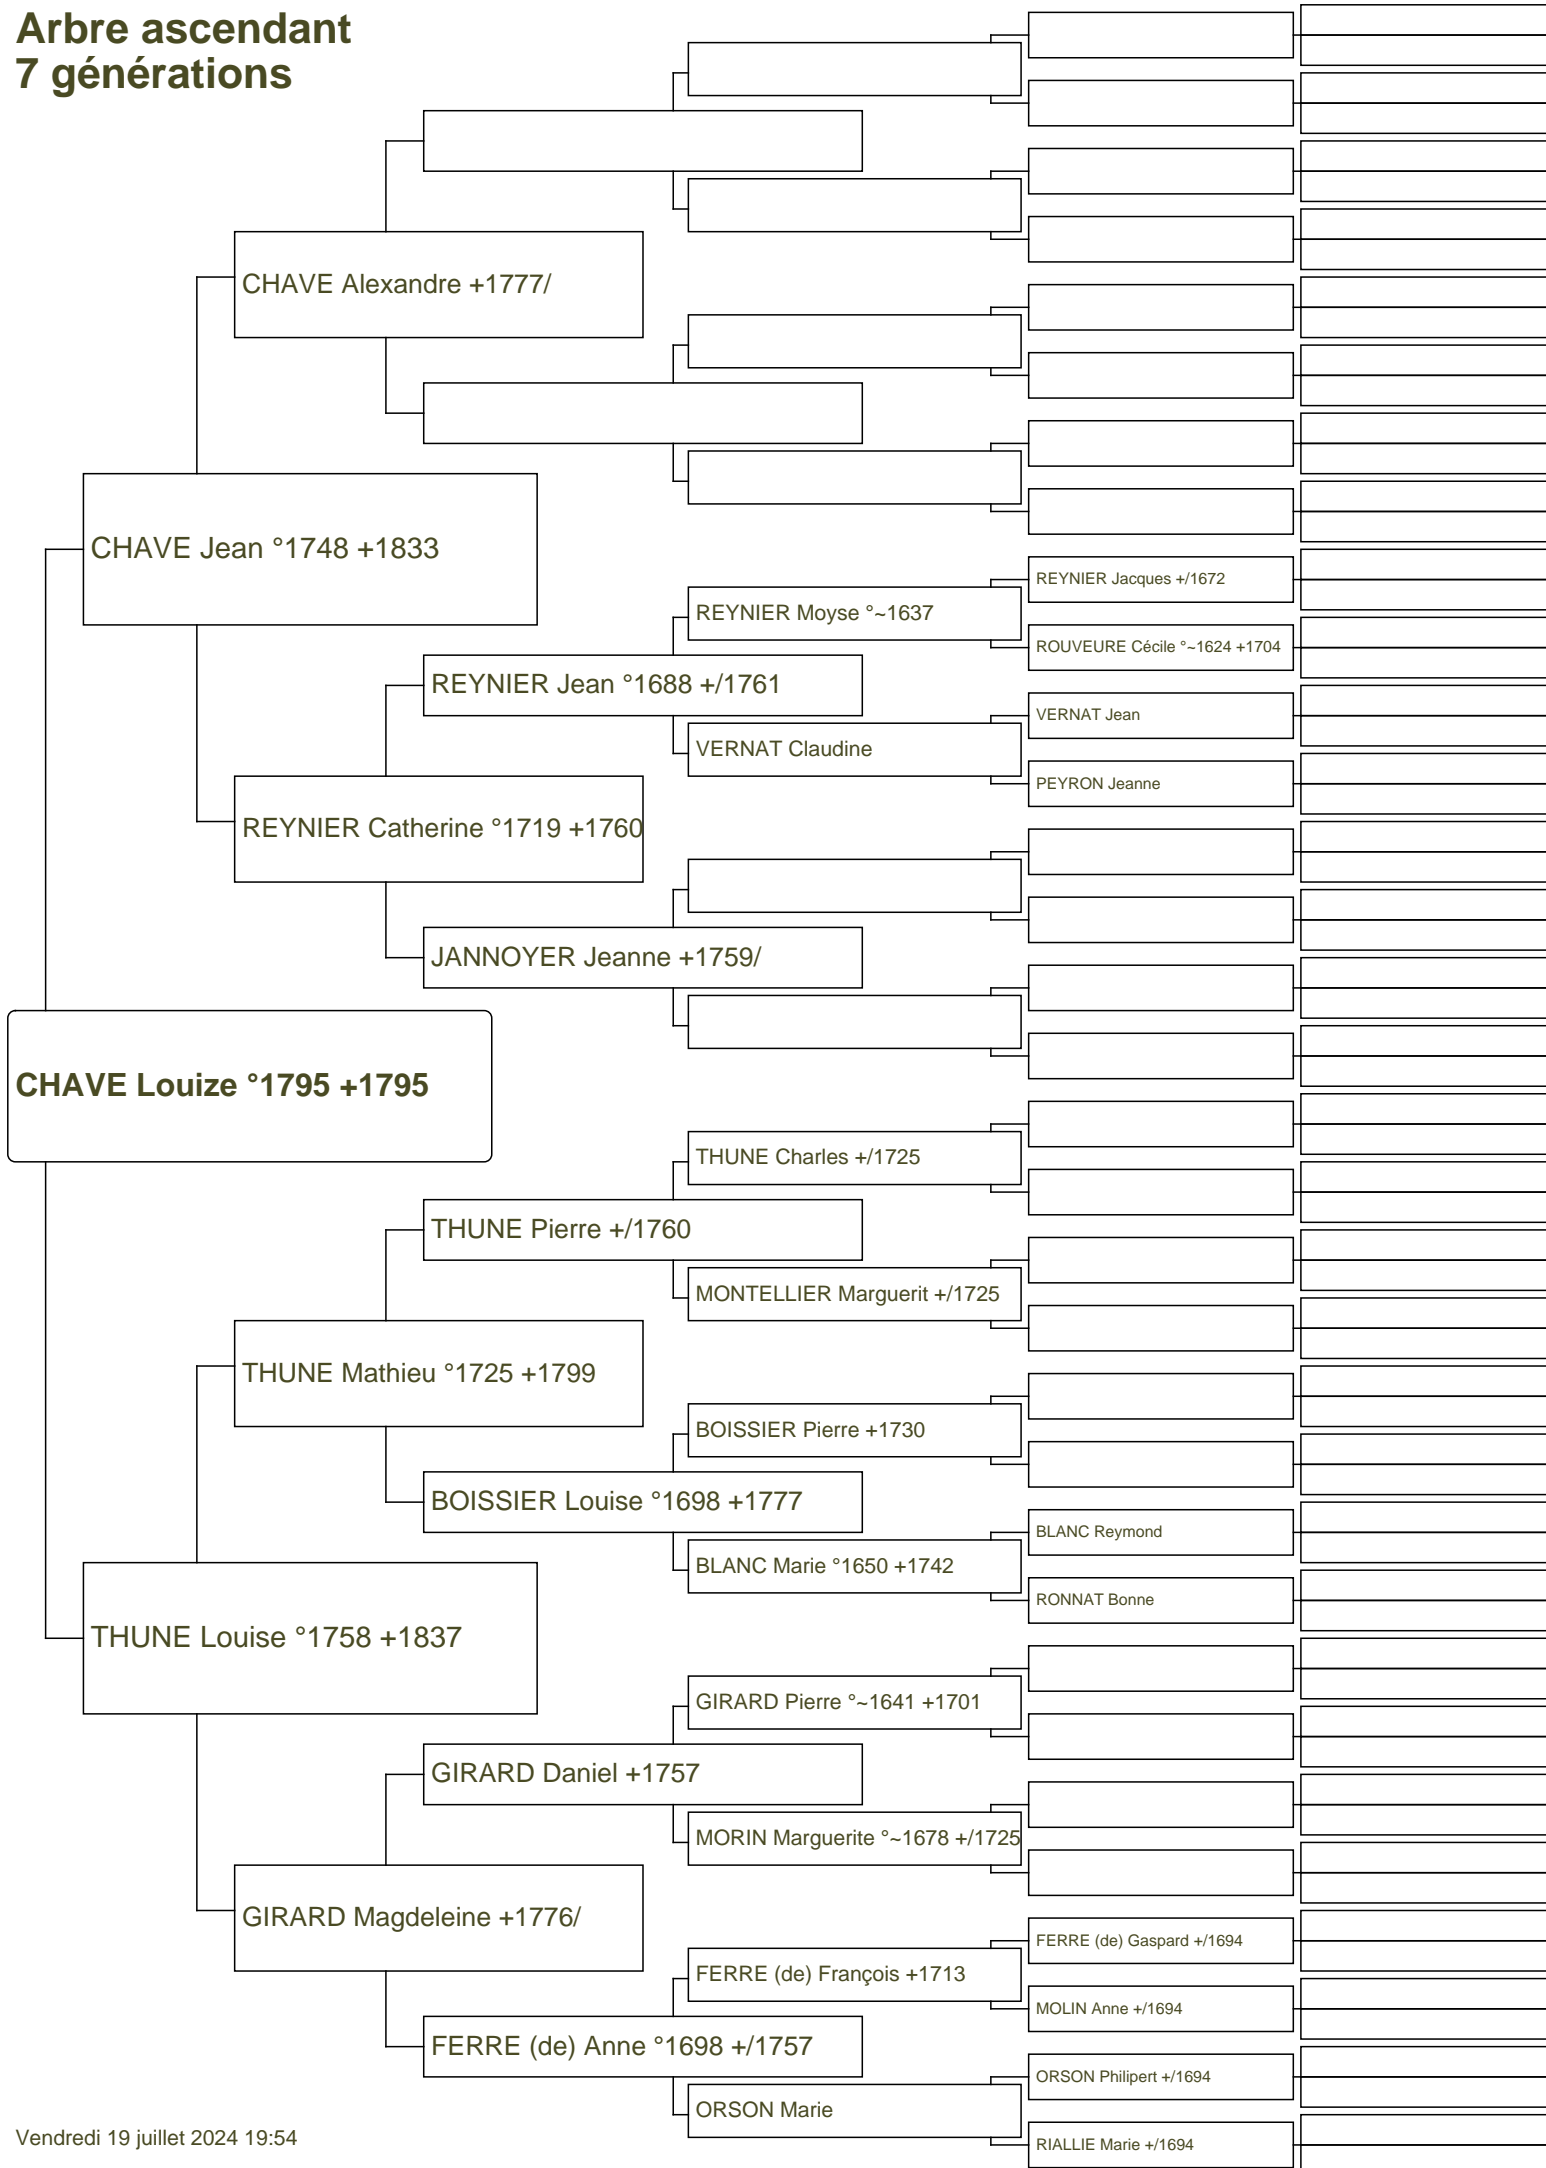 Arbre ascendant
7 générations
CHAVE Alexandre +1777/
CHAVE Jean °1748 +1833
REYNIER Jacques +/1672
REYNIER Moyse °~1637
ROUVEURE Cécile °~1624 +1704
REYNIER Jean °1688 +/1761
VERNAT Jean
VERNAT Claudine
PEYRON Jeanne
REYNIER Catherine °1719 +1760
JANNOYER Jeanne +1759/
CHAVE Louize °1795 +1795
THUNE Charles +/1725
THUNE Pierre +/1760
MONTELLIER Marguerit +/1725
THUNE Mathieu °1725 +1799
BOISSIER Pierre +1730
BOISSIER Louise °1698 +1777
BLANC Reymond
BLANC Marie °1650 +1742
RONNAT Bonne
THUNE Louise °1758 +1837
GIRARD Pierre °~1641 +1701
GIRARD Daniel +1757
MORIN Marguerite °~1678 +/1725
GIRARD Magdeleine +1776/
FERRE (de) Gaspard +/1694
FERRE (de) François +1713
MOLIN Anne +/1694
FERRE (de) Anne °1698 +/1757
ORSON Philipert +/1694
ORSON Marie
RIALLIE Marie +/1694
Vendredi 19 juillet 2024 19:54